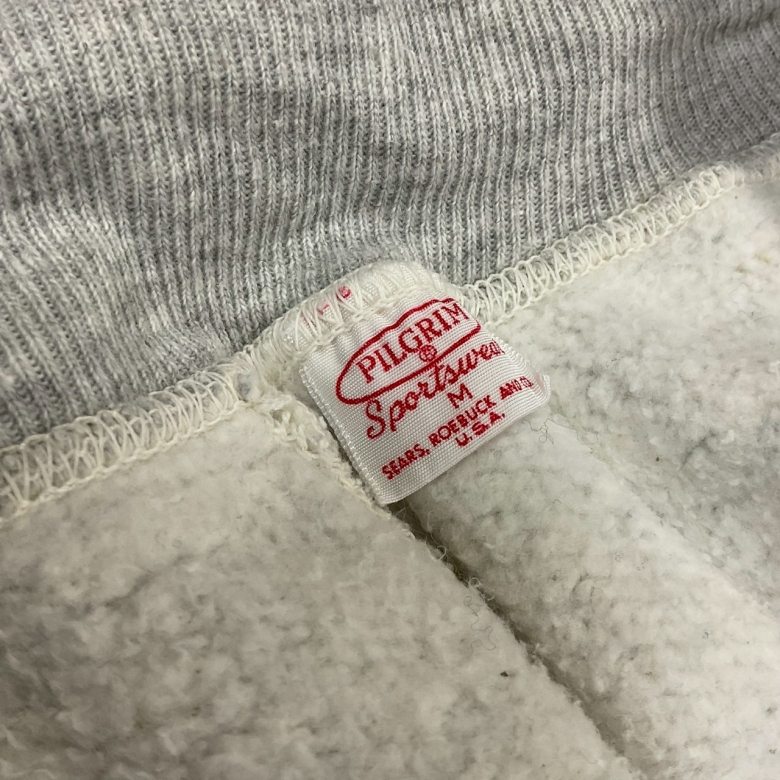 PILGRIM
®
Sportswear
M
SEARS, ROEBUCK AND CO.
U.S.A.